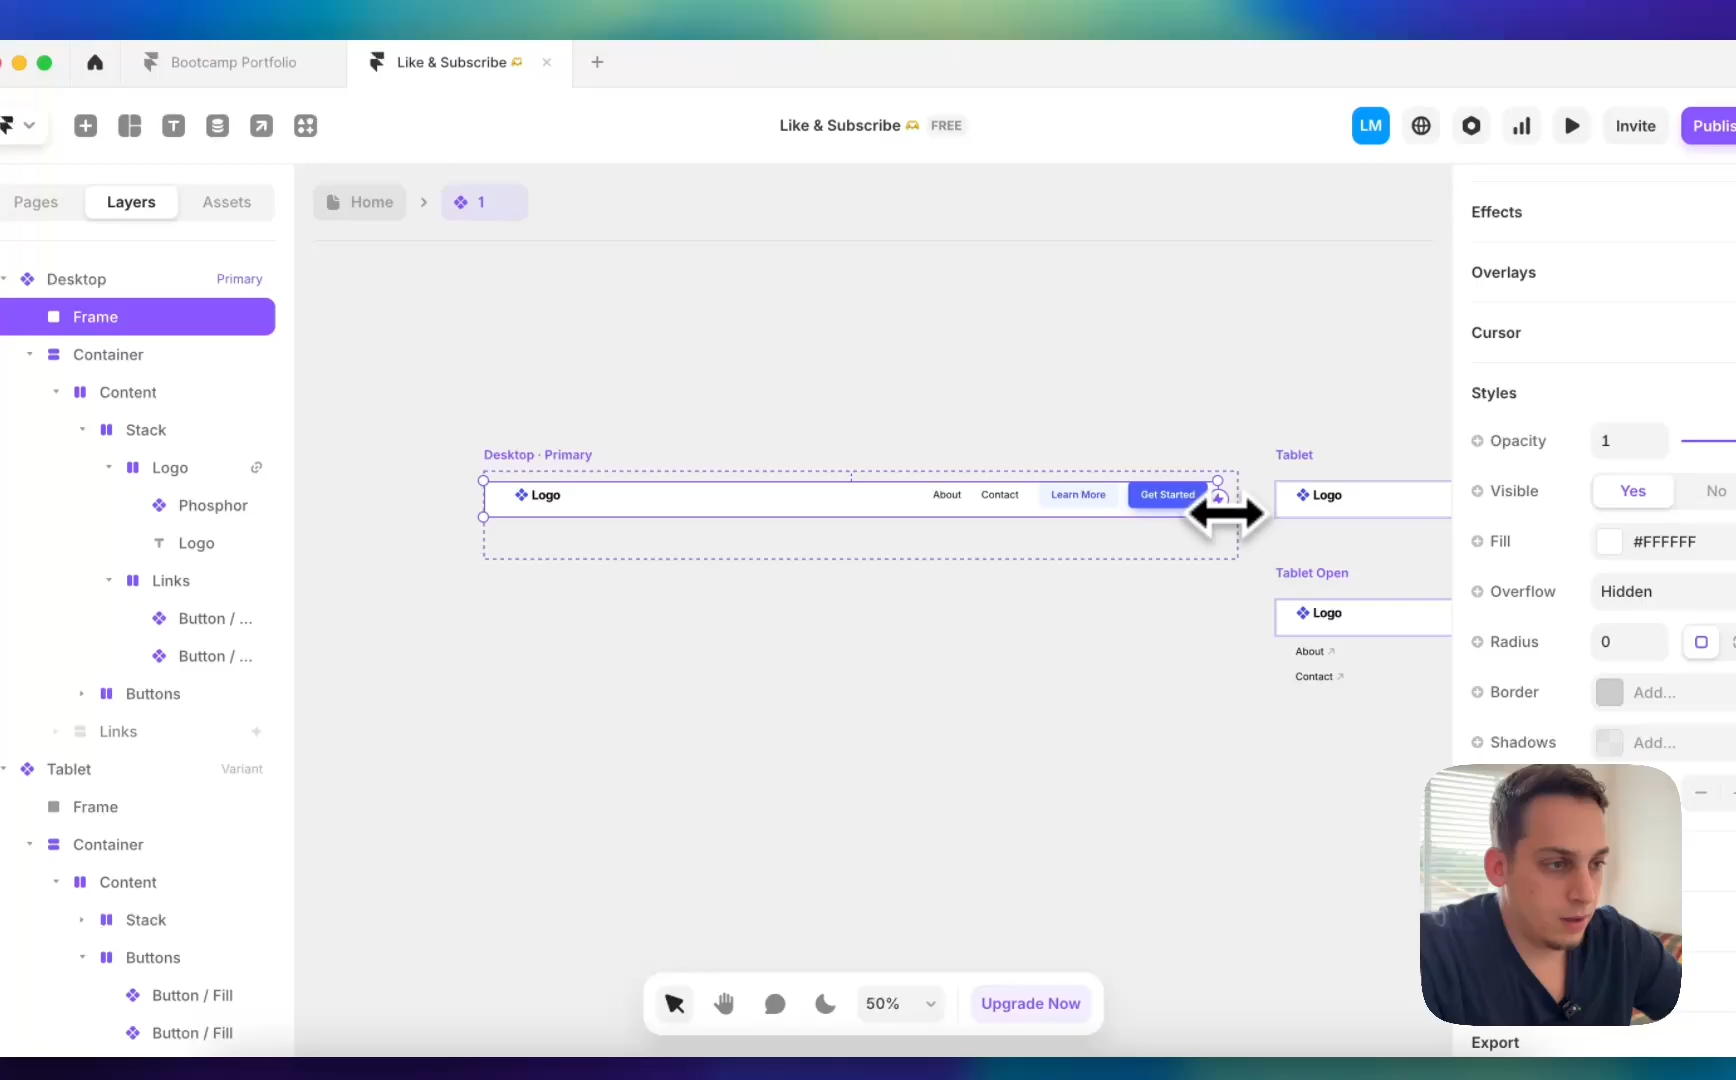 Bootcamp Portfolio
Like & Subscribe
Like & Subscribe FREE
LM
Invite
Publis
Pages
Layers
Assets
Home
1
Desktop
Primary
Frame
Container
Content
Stack
Logo
Phosphor
Logo
Links
Button / ...
Button / ...
Buttons
Links
Tablet
Variant
Frame
Container
Content
Stack
Buttons
Button / Fill
Button / Fill
Desktop · Primary
Logo
About
Contact
Learn More
Get Started
Tablet
Logo
Tablet Open
Logo
About
Contact
50%
Upgrade Now
Effects
Overlays
Cursor
Styles
Opacity
1
Visible
Yes
No
Fill
#FFFFFF
Overflow
Hidden
Radius
0
Border
Add...
Shadows
Add...
Export